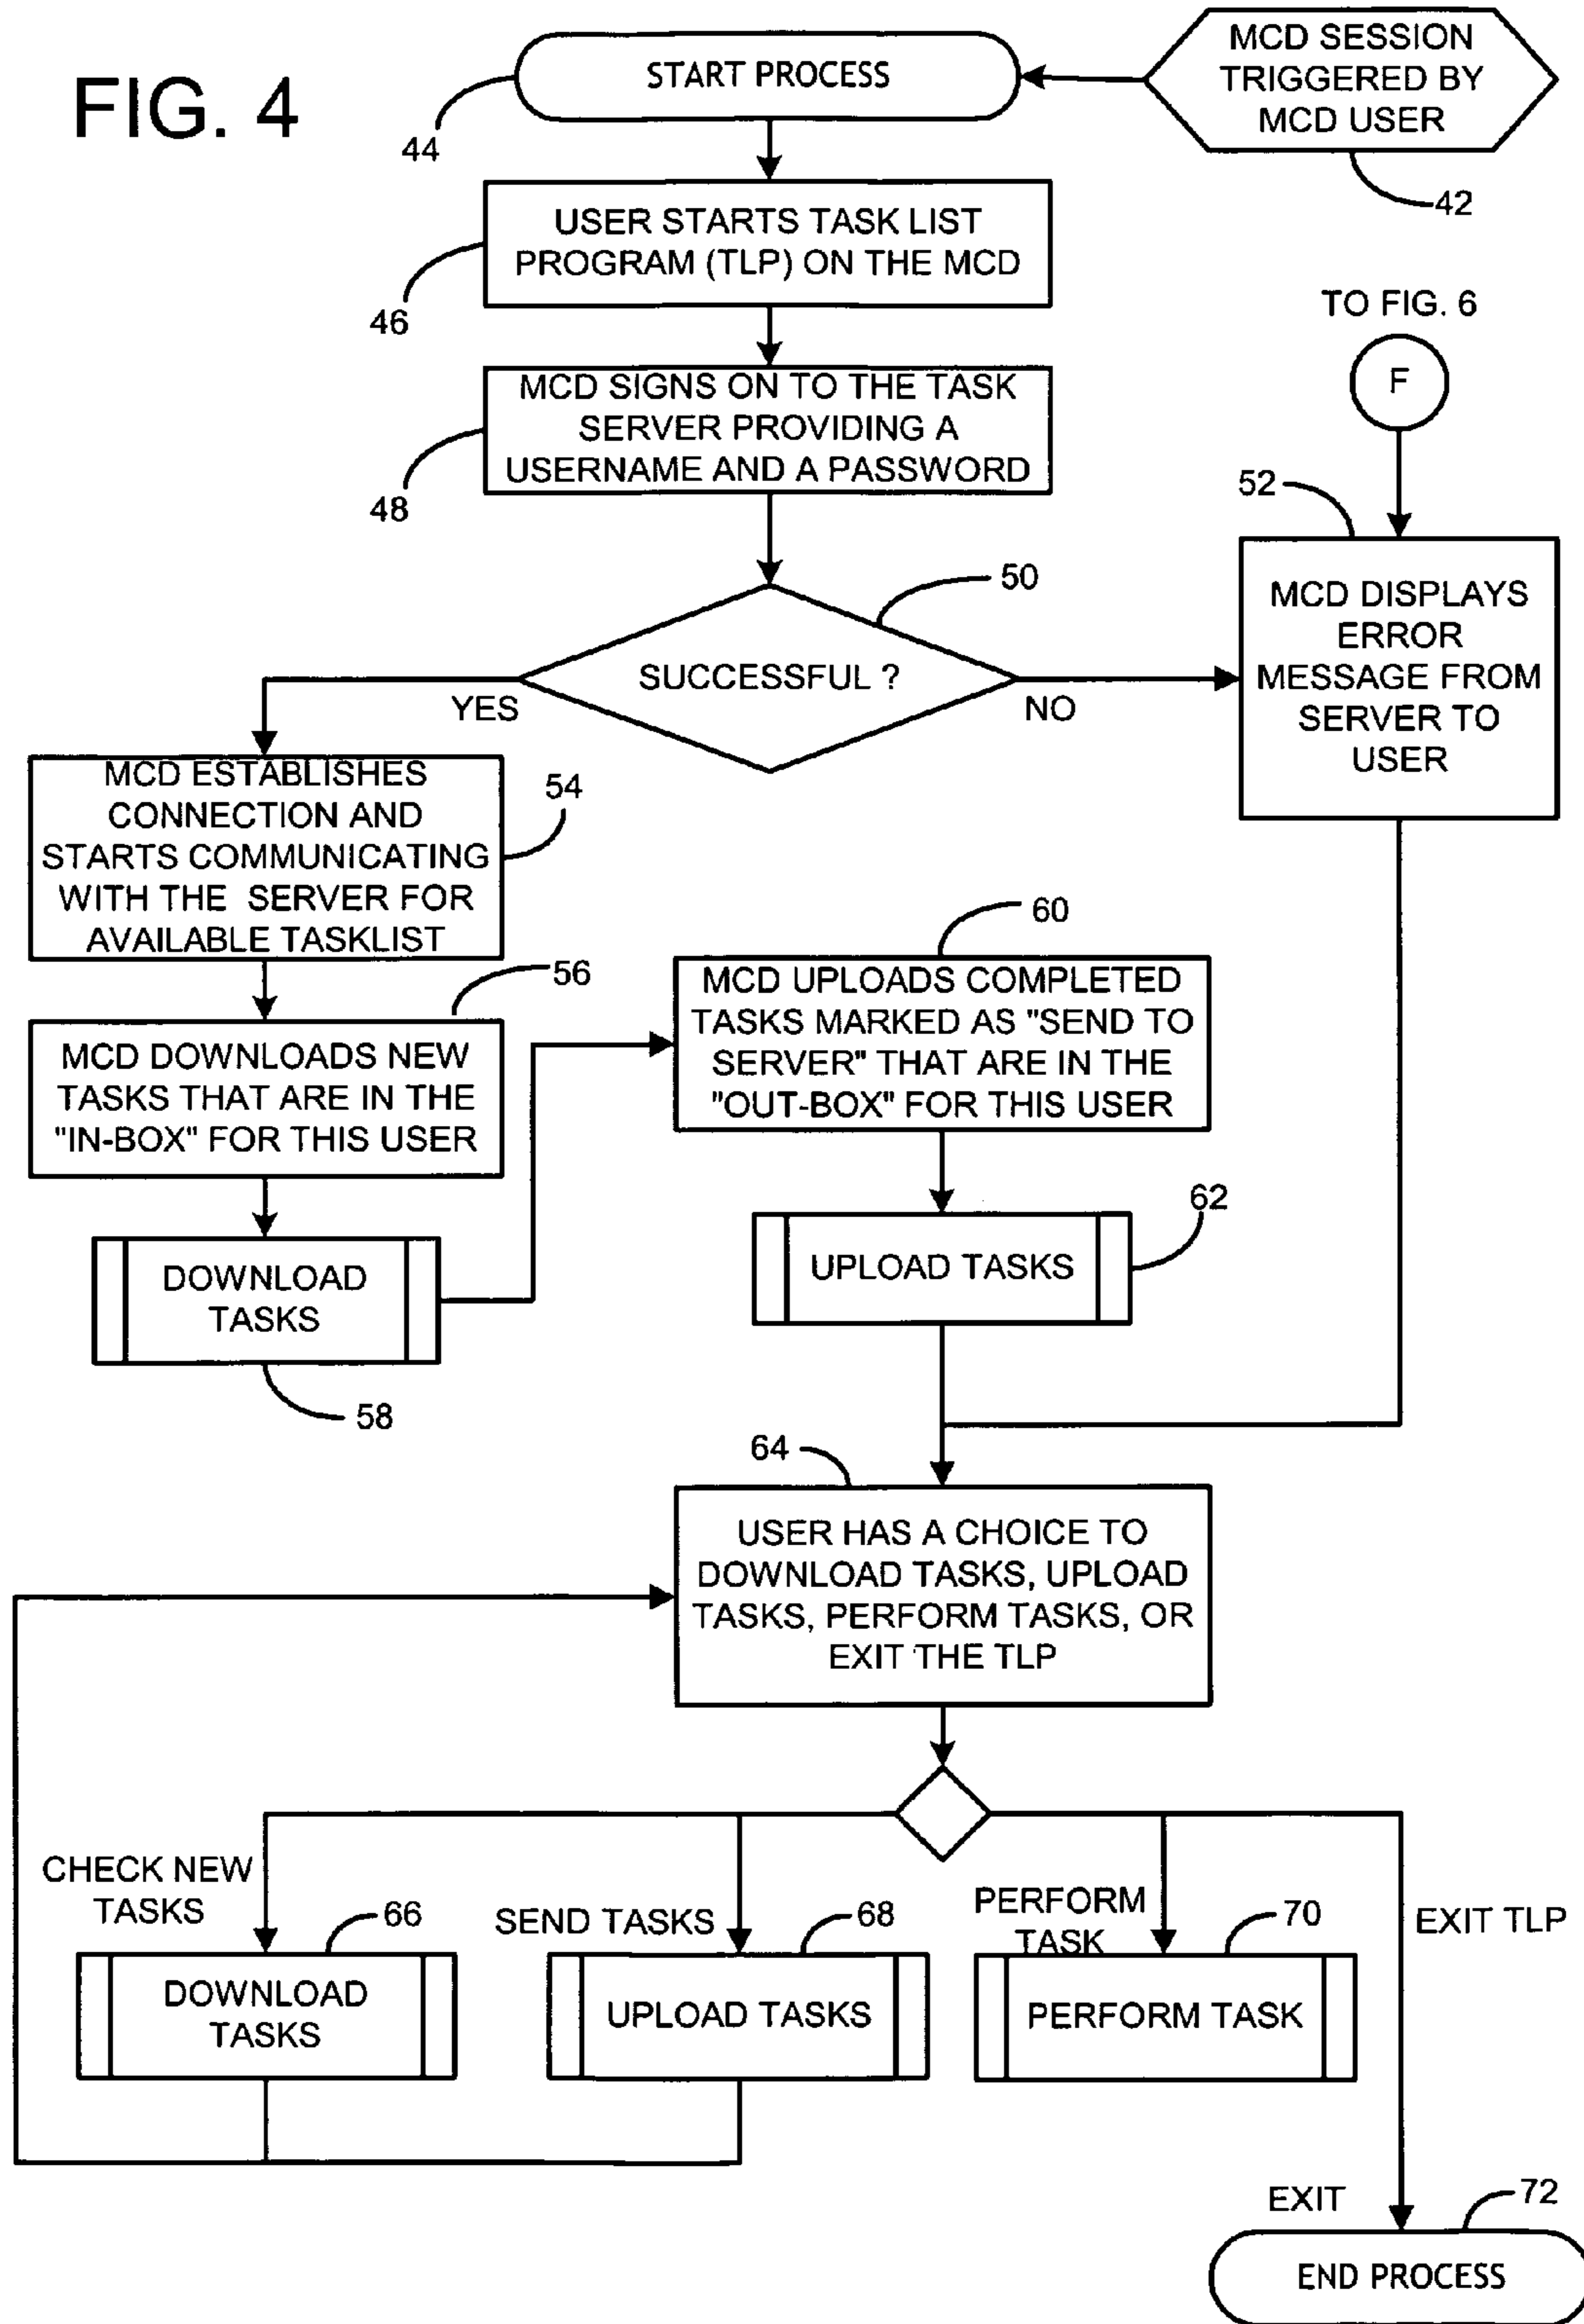 FIG. 4
START PROCESS
MCD SESSION
TRIGGERED BY
MCD USER
44
42
USER STARTS TASK LIST
PROGRAM (TLP) ON THE MCD
46
TO FIG. 6
F
MCD SIGNS ON TO THE TASK
SERVER PROVIDING A
USERNAME AND A PASSWORD
48
52
50
SUCCESSFUL ?
YES
NO
MCD DISPLAYS
ERROR
MESSAGE FROM
SERVER TO
USER
MCD ESTABLISHES
CONNECTION AND
STARTS COMMUNICATING
WITH THE SERVER FOR
AVAILABLE TASKLIST
54
56
MCD DOWNLOADS NEW
TASKS THAT ARE IN THE
"IN-BOX" FOR THIS USER
60
MCD UPLOADS COMPLETED
TASKS MARKED AS "SEND TO
SERVER" THAT ARE IN THE
"OUT-BOX" FOR THIS USER
DOWNLOAD
TASKS
58
62
UPLOAD TASKS
64
USER HAS A CHOICE TO
DOWNLOAD TASKS, UPLOAD
TASKS, PERFORM TASKS, OR
EXIT THE TLP
CHECK NEW
TASKS
66
SEND TASKS
68
PERFORM
TASK
70
EXIT TLP
DOWNLOAD
TASKS
UPLOAD TASKS
PERFORM TASK
EXIT
72
END PROCESS